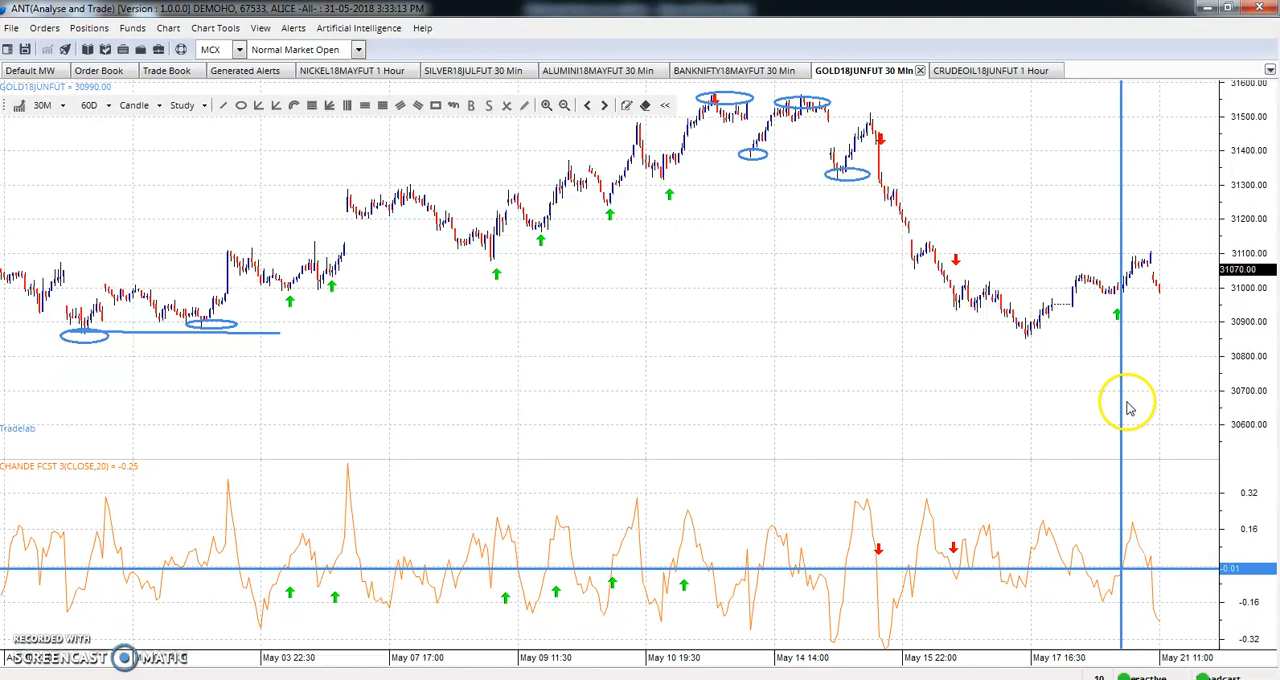 ANT(Analyse and Trade) [Version : 1.0.0.0] DEMOHO, 67533, ALICE -All- : 31-05-2018 3:33:13 PM
File Orders Positions Funds Chart Chart Tools View Alerts Artificial Intelligence Help
MCX Normal Market Open
Default MW Order Book Trade Book Generated Alerts NICKEL18MAYFUT 1 Hour SILVER18JULFUT 30 Min ALUMINI18MAYFUT 30 Min BANKNIFTY18MAYFUT 30 Min GOLD18JUNFUT 30 Min CRUDEOIL18JUNFUT 1 Hour
GOLD18JUNFUT = 30990.00
30M 60D Candle Study B S <<
31600.00
31500.00
31400.00
31300.00
31200.00
31100.00
31070.00
31000.00
30900.00
30800.00
30700.00
30600.00
Tradelab
CHANDE FCST 3(CLOSE,20) = -0.25
0.32
0.16
-0.01
-0.16
-0.32
RECORDED WITH
SCREENCAST MATIC
May 03 22:30 May 07 17:00 May 09 11:30 May 10 19:30 May 14 14:00 May 15 22:00 May 17 16:30 May 21 11:00
10